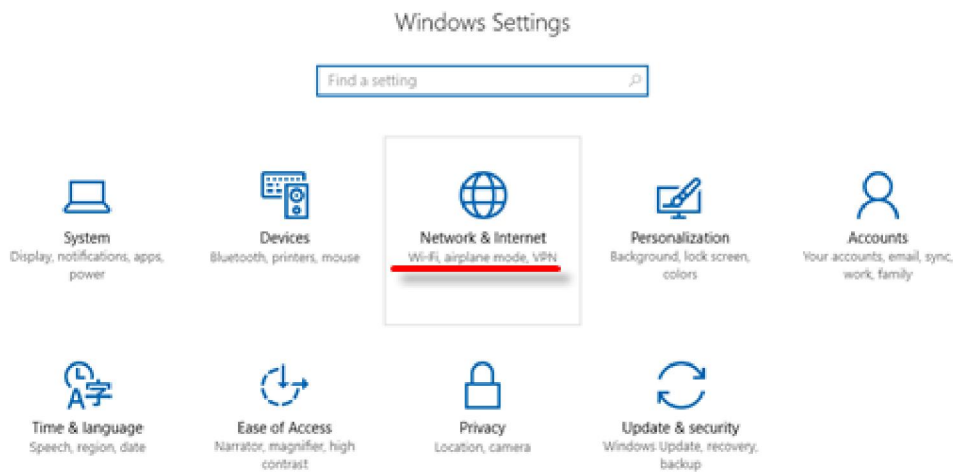 Windows Settings
Find a setting
System
Display, notifications, apps,
power
Devices
Bluetooth, printers, mouse
Network & Internet
Wi-Fi, airplane mode, VPN
Personalization
Background, lock screen,
colors
Accounts
Your accounts, email, sync,
work, family
A字
Time & language
Speech, region, date
Ease of Access
Narrator, magnifier, high
contrast
Privacy
Location, camera
Update & security
Windows Update, recovery,
backup